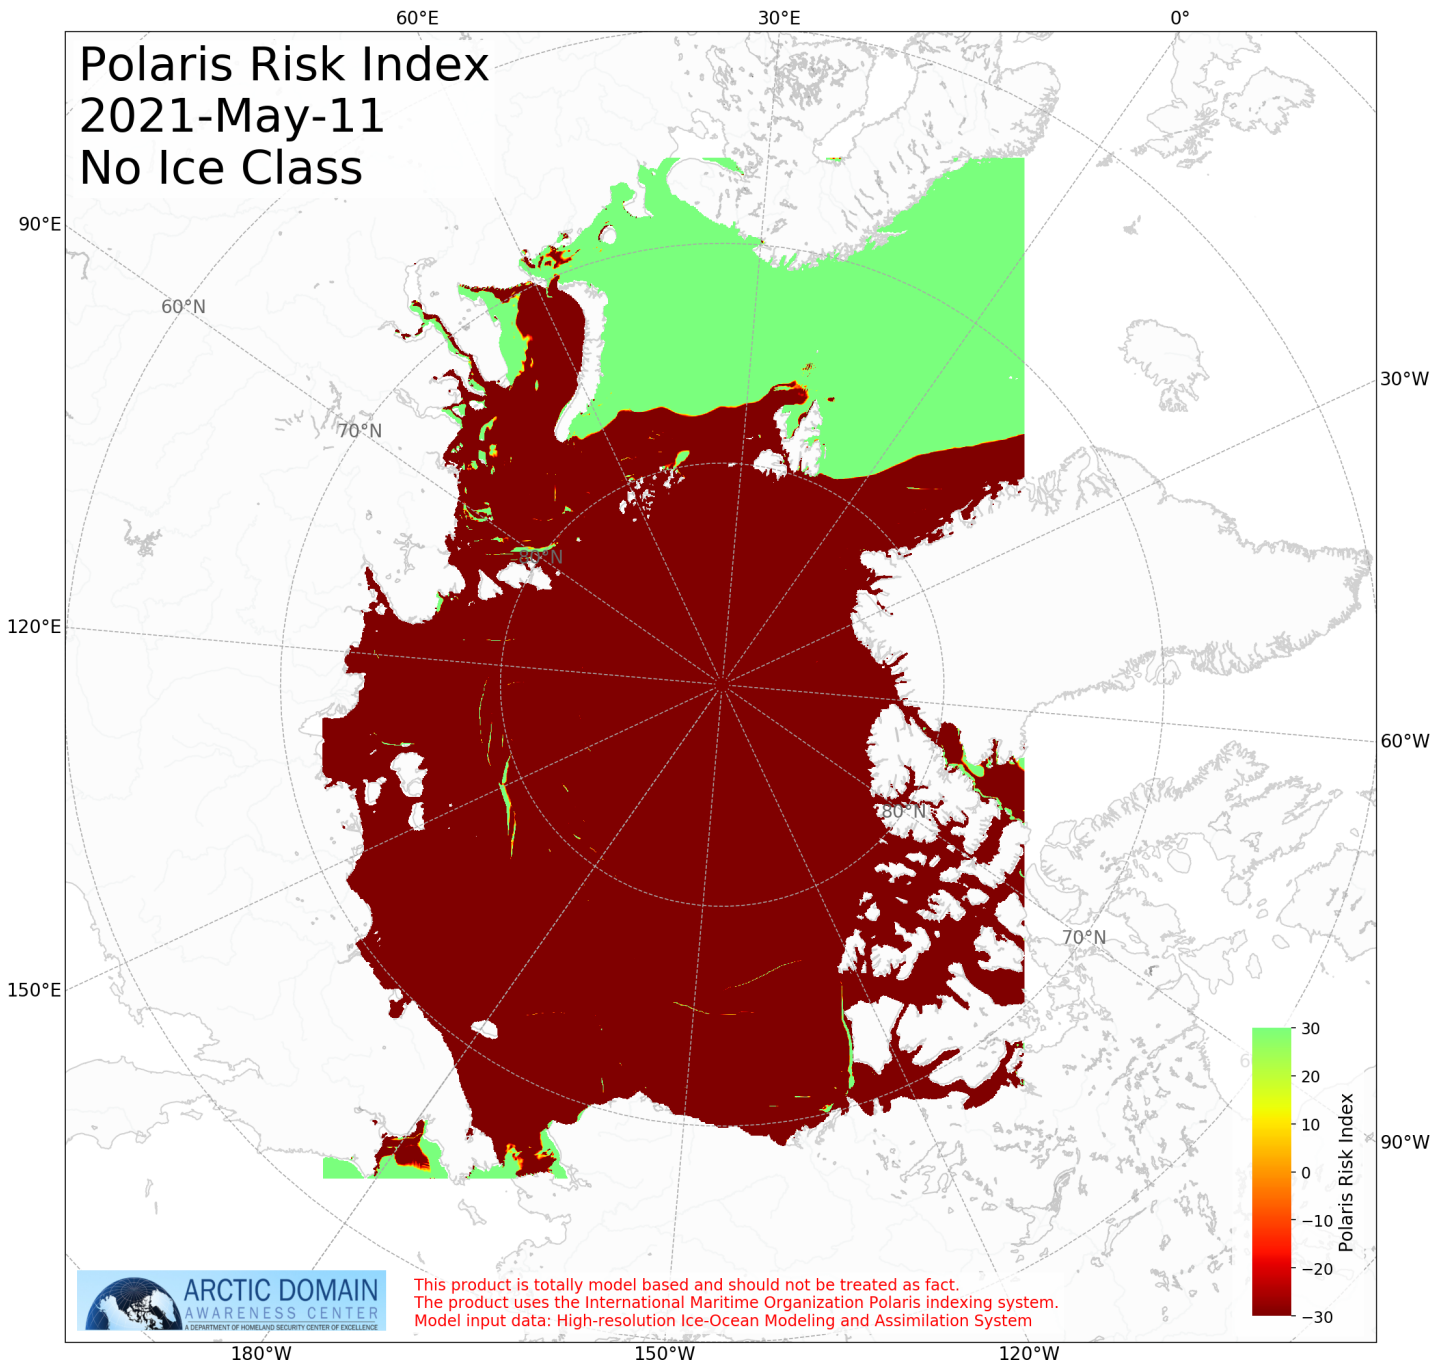 60°E
30°E
0°
Polaris Risk Index
2021-May-11
No Ice Class
90°E
60°N
30°W
70°N
80°N
120°E
60°W
80°N
70°N
150°E
30
20
10
0
−10
−20
−30
Polaris Risk Index
90°W
ARCTIC DOMAIN
AWARENESS CENTER
A DEPARTMENT OF HOMELAND SECURITY CENTER OF EXCELLENCE
This product is totally model based and should not be treated as fact.
The product uses the International Maritime Organization Polaris indexing system.
Model input data: High-resolution Ice-Ocean Modeling and Assimilation System
180°W
150°W
120°W